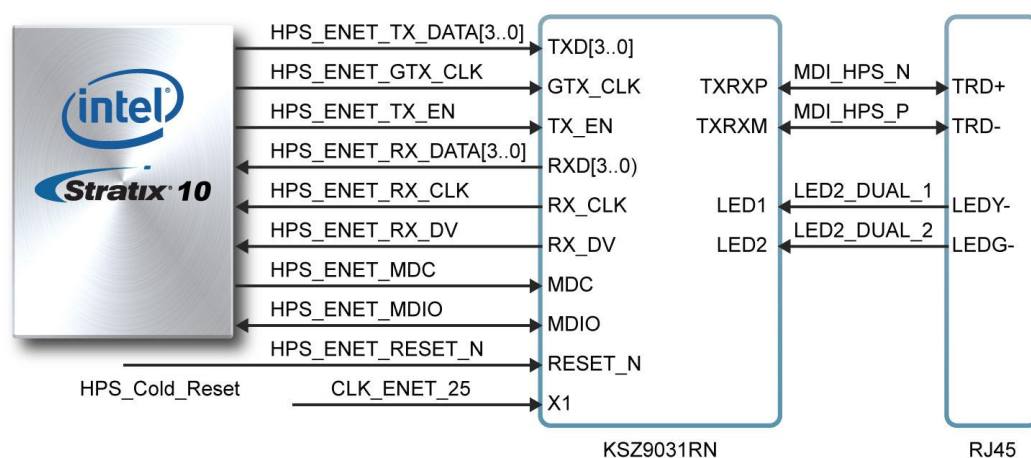 intel
Stratix 10
HPS_ENET_TX_DATA[3..0]
HPS_ENET_GTX_CLK
HPS_ENET_TX_EN
HPS_ENET_RX_DATA[3..0]
HPS_ENET_RX_CLK
HPS_ENET_RX_DV
HPS_ENET_MDC
HPS_ENET_MDIO
HPS_ENET_RESET_N
HPS_Cold_Reset
CLK_ENET_25
TXD[3..0]
GTX_CLK
TX_EN
RXD[3..0)
RX_CLK
RX_DV
MDC
MDIO
RESET_N
X1
TXRXP
TXRXM
LED1
LED2
KSZ9031RN
MDI_HPS_N
MDI_HPS_P
LED2_DUAL_1
LED2_DUAL_2
TRD+
TRD-
LEDY-
LEDG-
RJ45